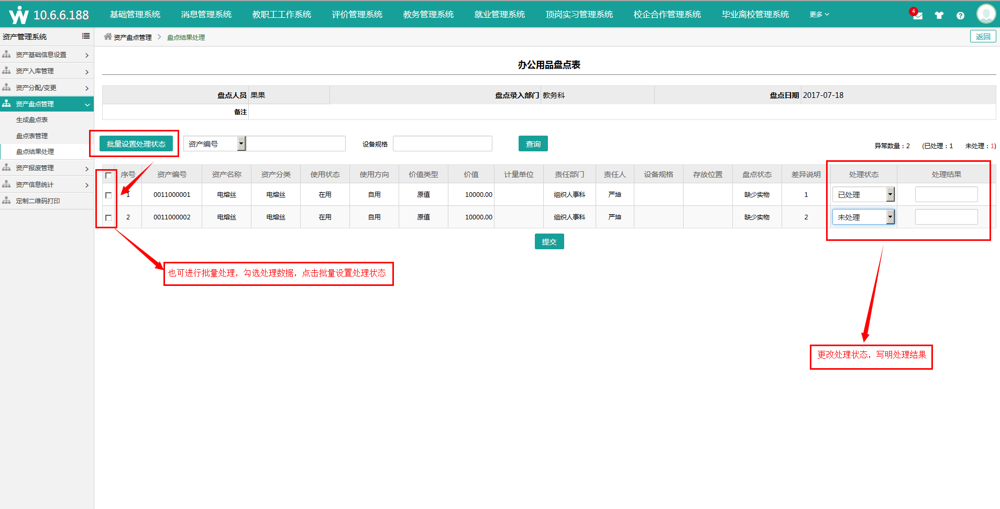 10.6.6.188 基础管理系统 消息管理系统 教职工工作系统 评价管理系统 教务管理系统 就业管理系统 顶岗实习管理系统 校企合作管理系统 毕业离校管理系统 更多 4
资产管理系统
资产盘点管理 > 盘点结果处理 返回
资产基础信息设置
资产入库管理
资产分配/变更
资产盘点管理
生成盘点表
盘点表管理
盘点结果处理
资产报废管理
资产信息统计
定制二维码打印
办公用品盘点表
盘点人员 果果 盘点录入部门 教务科 盘点日期 2017-07-18
备注
批量设置处理状态 资产编号 设备规格 查询 异常数量：2 (已处理：1 未处理：1)
序号 资产编号 资产名称 资产分类 使用状态 使用方向 价值类型 价值 计量单位 责任部门 责任人 设备规格 存放位置 盘点状态 差异说明 处理状态 处理结果
1 0011000001 电熔丝 电熔丝 在用 自用 原值 10000.00 组织人事科 严坤 缺少实物 1 已处理
2 0011000002 电熔丝 电熔丝 在用 自用 原值 10000.00 组织人事科 严坤 缺少实物 2 未处理
提交
也可进行批量处理，勾选处理数据，点击批量设置处理状态
更改处理状态，写明处理结果